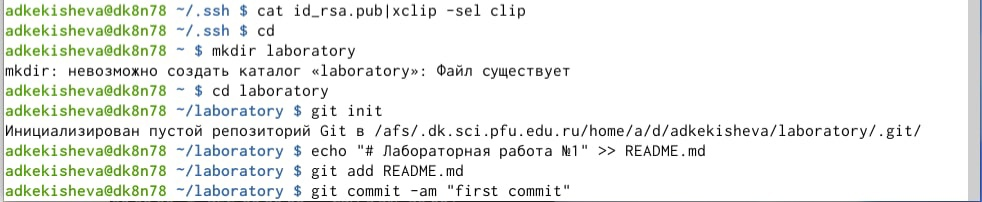 adkekisheva@dk8n78 ~/.ssh $ cat id_rsa.pub|xclip -sel clip
adkekisheva@dk8n78 ~/.ssh $ cd
adkekisheva@dk8n78 ~ $ mkdir laboratory
mkdir: невозможно создать каталог «laboratory»: Файл существует
adkekisheva@dk8n78 ~ $ cd laboratory
adkekisheva@dk8n78 ~/laboratory $ git init
Инициализирован пустой репозиторий Git в /afs/.dk.sci.pfu.edu.ru/home/a/d/adkekisheva/laboratory/.git/
adkekisheva@dk8n78 ~/laboratory $ echo "# Лабораторная работа №1" >> README.md
adkekisheva@dk8n78 ~/laboratory $ git add README.md
adkekisheva@dk8n78 ~/laboratory $ git commit -am "first commit"